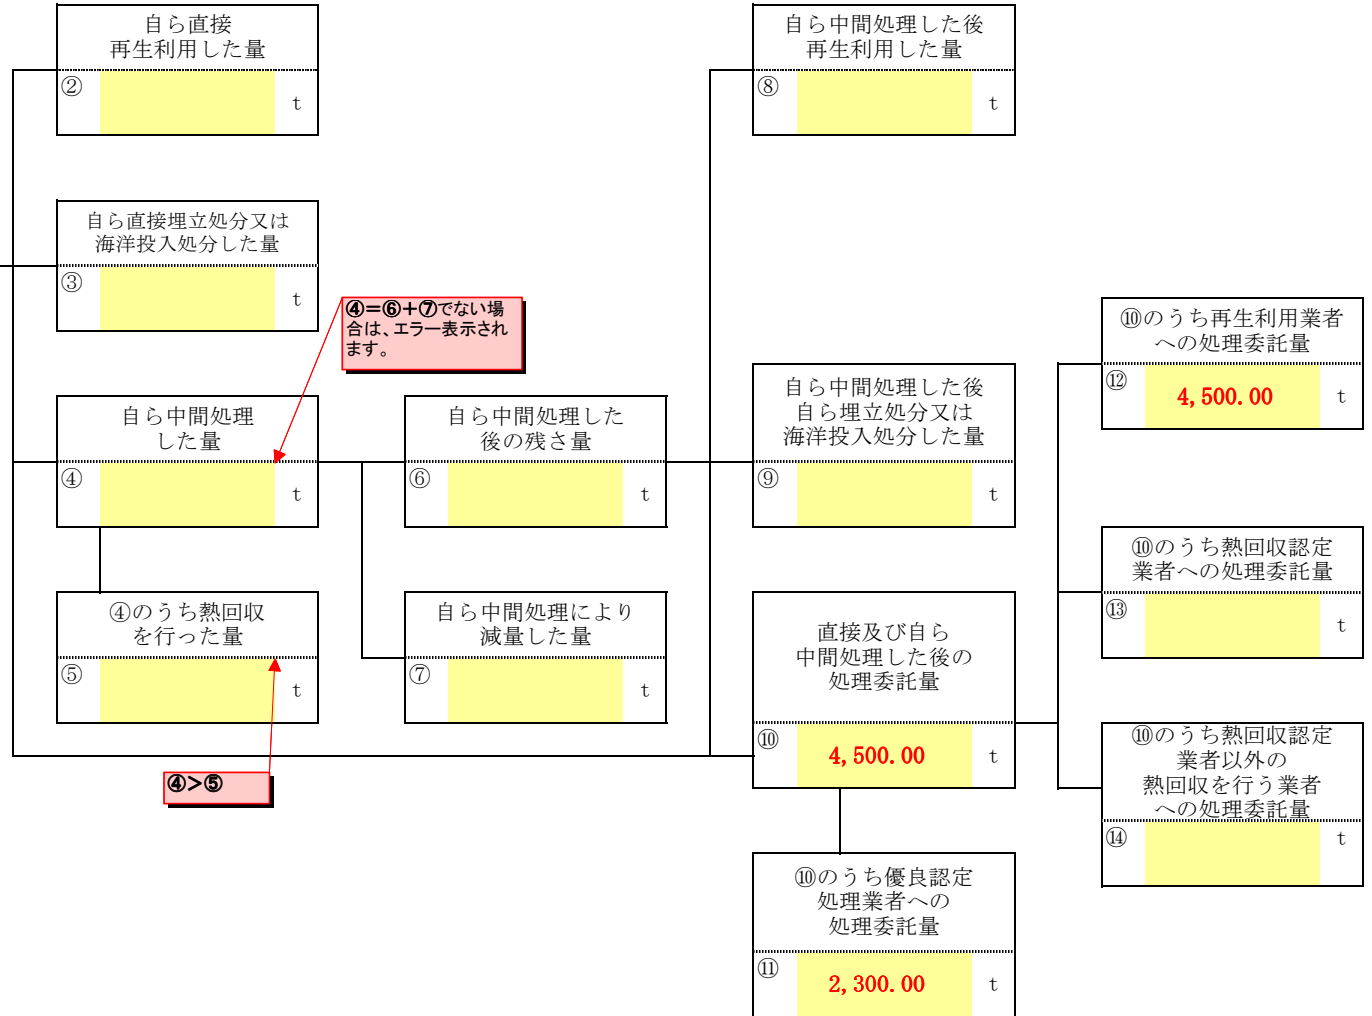 自ら直接
再生利用した量
②
t
自ら直接埋立処分又は
海洋投入処分した量
③
t
④＝⑥＋⑦でない場
合は、エラー表示され
ます。
自ら中間処理
した量
④
t
④のうち熱回収
を行った量
⑤
t
④＞⑤
自ら中間処理した
後の残さ量
⑥
t
自ら中間処理により
減量した量
⑦
t
自ら中間処理した後
再生利用した量
⑧
t
自ら中間処理した後
自ら埋立処分又は
海洋投入処分した量
⑨
t
直接及び自ら
中間処理した後の
処理委託量
⑩
4,500.00
t
⑩のうち優良認定
処理業者への
処理委託量
⑪
2,300.00
t
⑩のうち再生利用業者
への処理委託量
⑫
4,500.00
t
⑩のうち熱回収認定
業者への処理委託量
⑬
t
⑩のうち熱回収認定
業者以外の
熱回収を行う業者
への処理委託量
⑭
t